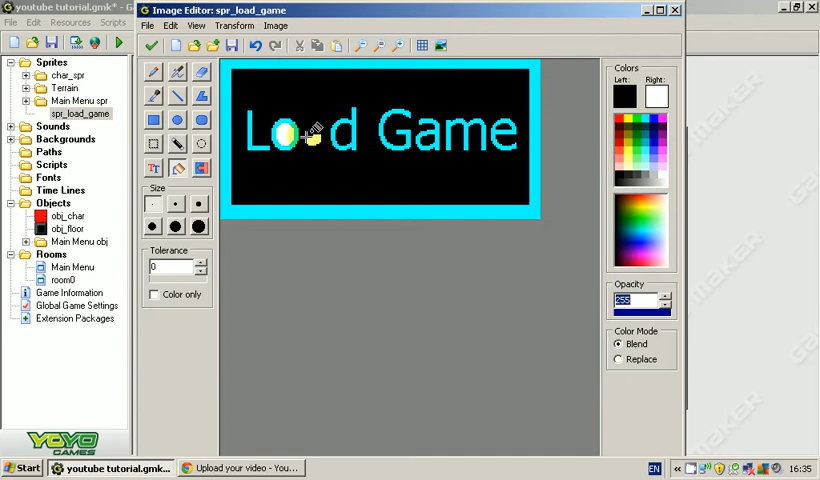 youtube tutorial.gmk*
File Edit Resources Scripts
Image Editor: spr_load_game
File Edit View Transform Image
Sprites
char_spr
Terrain
Main Menu spr
spr_load_game
Sounds
Backgrounds
Paths
Scripts
Fonts
Time Lines
Objects
obj_char
obj_floor
Main Menu obj
Rooms
Main Menu
room0
Game Information
Global Game Settings
Extension Packages
YOYO
GAMES
Size
Tolerance
0
Color only
Lo d Game
Colors
Left: Right:
Opacity
255
Color Mode
Blend
Replace
maker
Start
youtube tutorial.gmk...
Upload your video - You...
EN
16:35